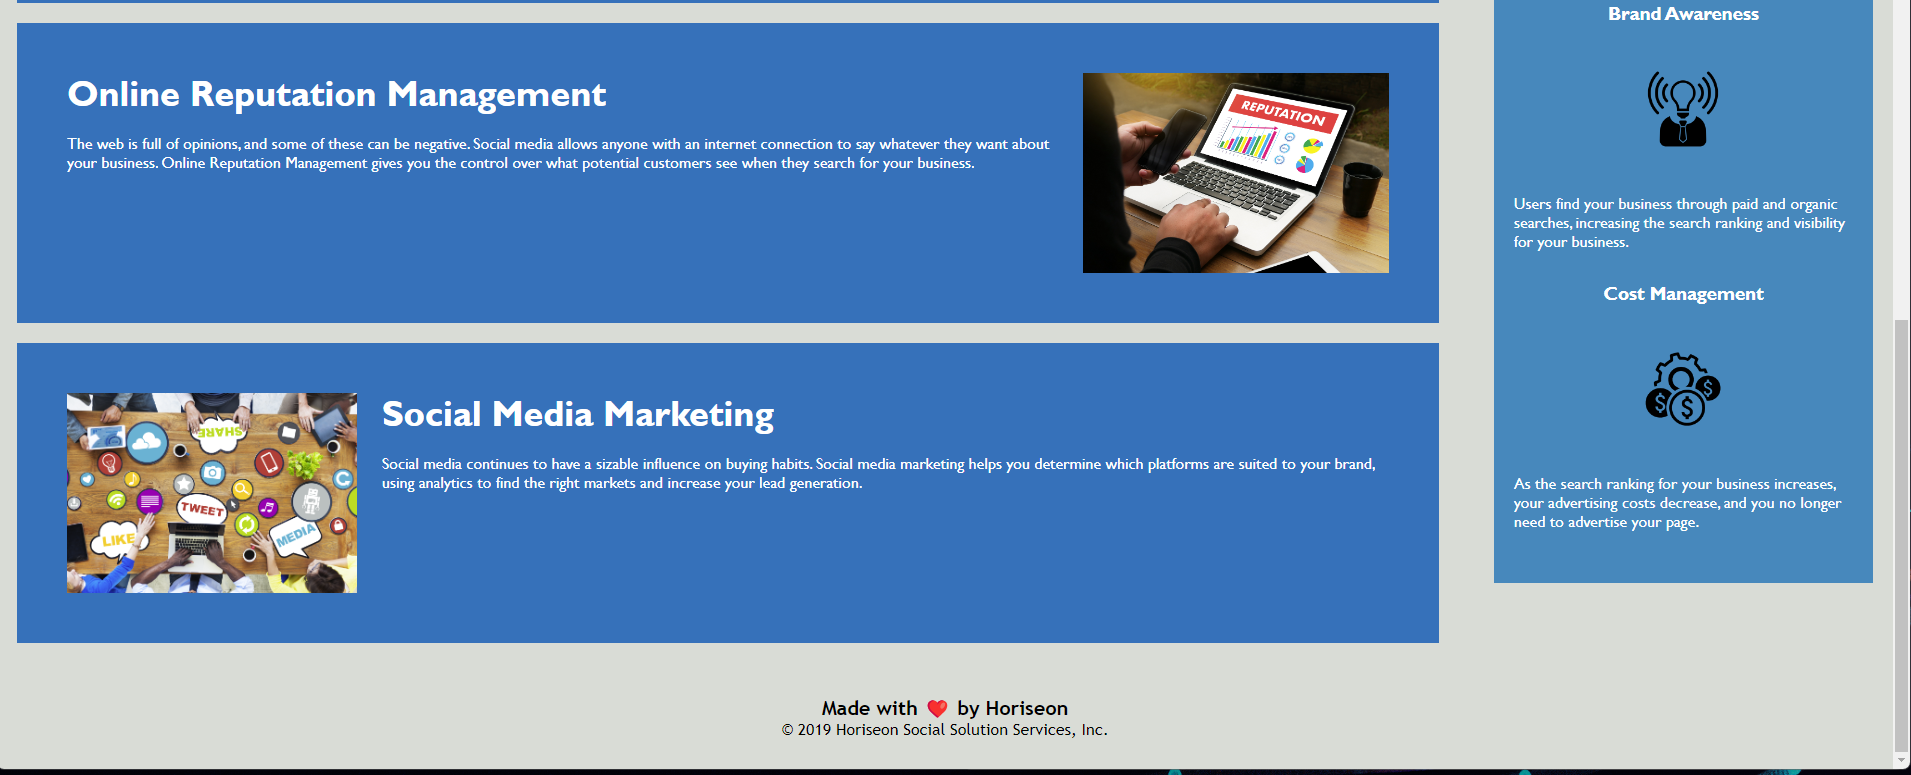 Online Reputation Management
The web is full of opinions, and some of these can be negative. Social media allows anyone with an internet connection to say whatever they want about
your business. Online Reputation Management gives you the control over what potential customers see when they search for your business.
REPUTATION
SHARE
TWEET
LIKE
MEDIA
Social Media Marketing
Social media continues to have a sizable influence on buying habits. Social media marketing helps you determine which platforms are suited to your brand,
using analytics to find the right markets and increase your lead generation.
Brand Awareness
Users find your business through paid and organic
searches, increasing the search ranking and visibility
for your business.
Cost Management
$
$
$
As the search ranking for your business increases,
your advertising costs decrease, and you no longer
need to advertise your page.
Made with ❤️ by Horiseon
© 2019 Horiseon Social Solution Services, Inc.